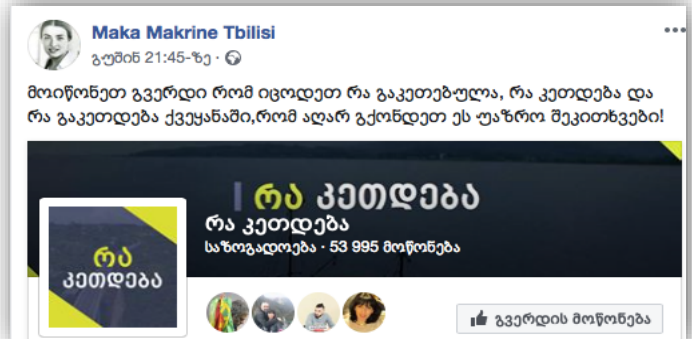 Maka Makrine Tbilisi
გუშინ 21:45-ზე ·
მოიწონეთ გვერდი რომ იცოდეთ რა გაკეთებულა, რა კეთდება და
რა გაკეთდება ქვეყანაში,რომ აღარ გქონდეთ ეს უაზრო შეკითხვები!
| რა კეთდება
რა კეთდება
საზოგადოება · 53 995 მოწონება
რა
კეთდება
გვერდის მოწონება